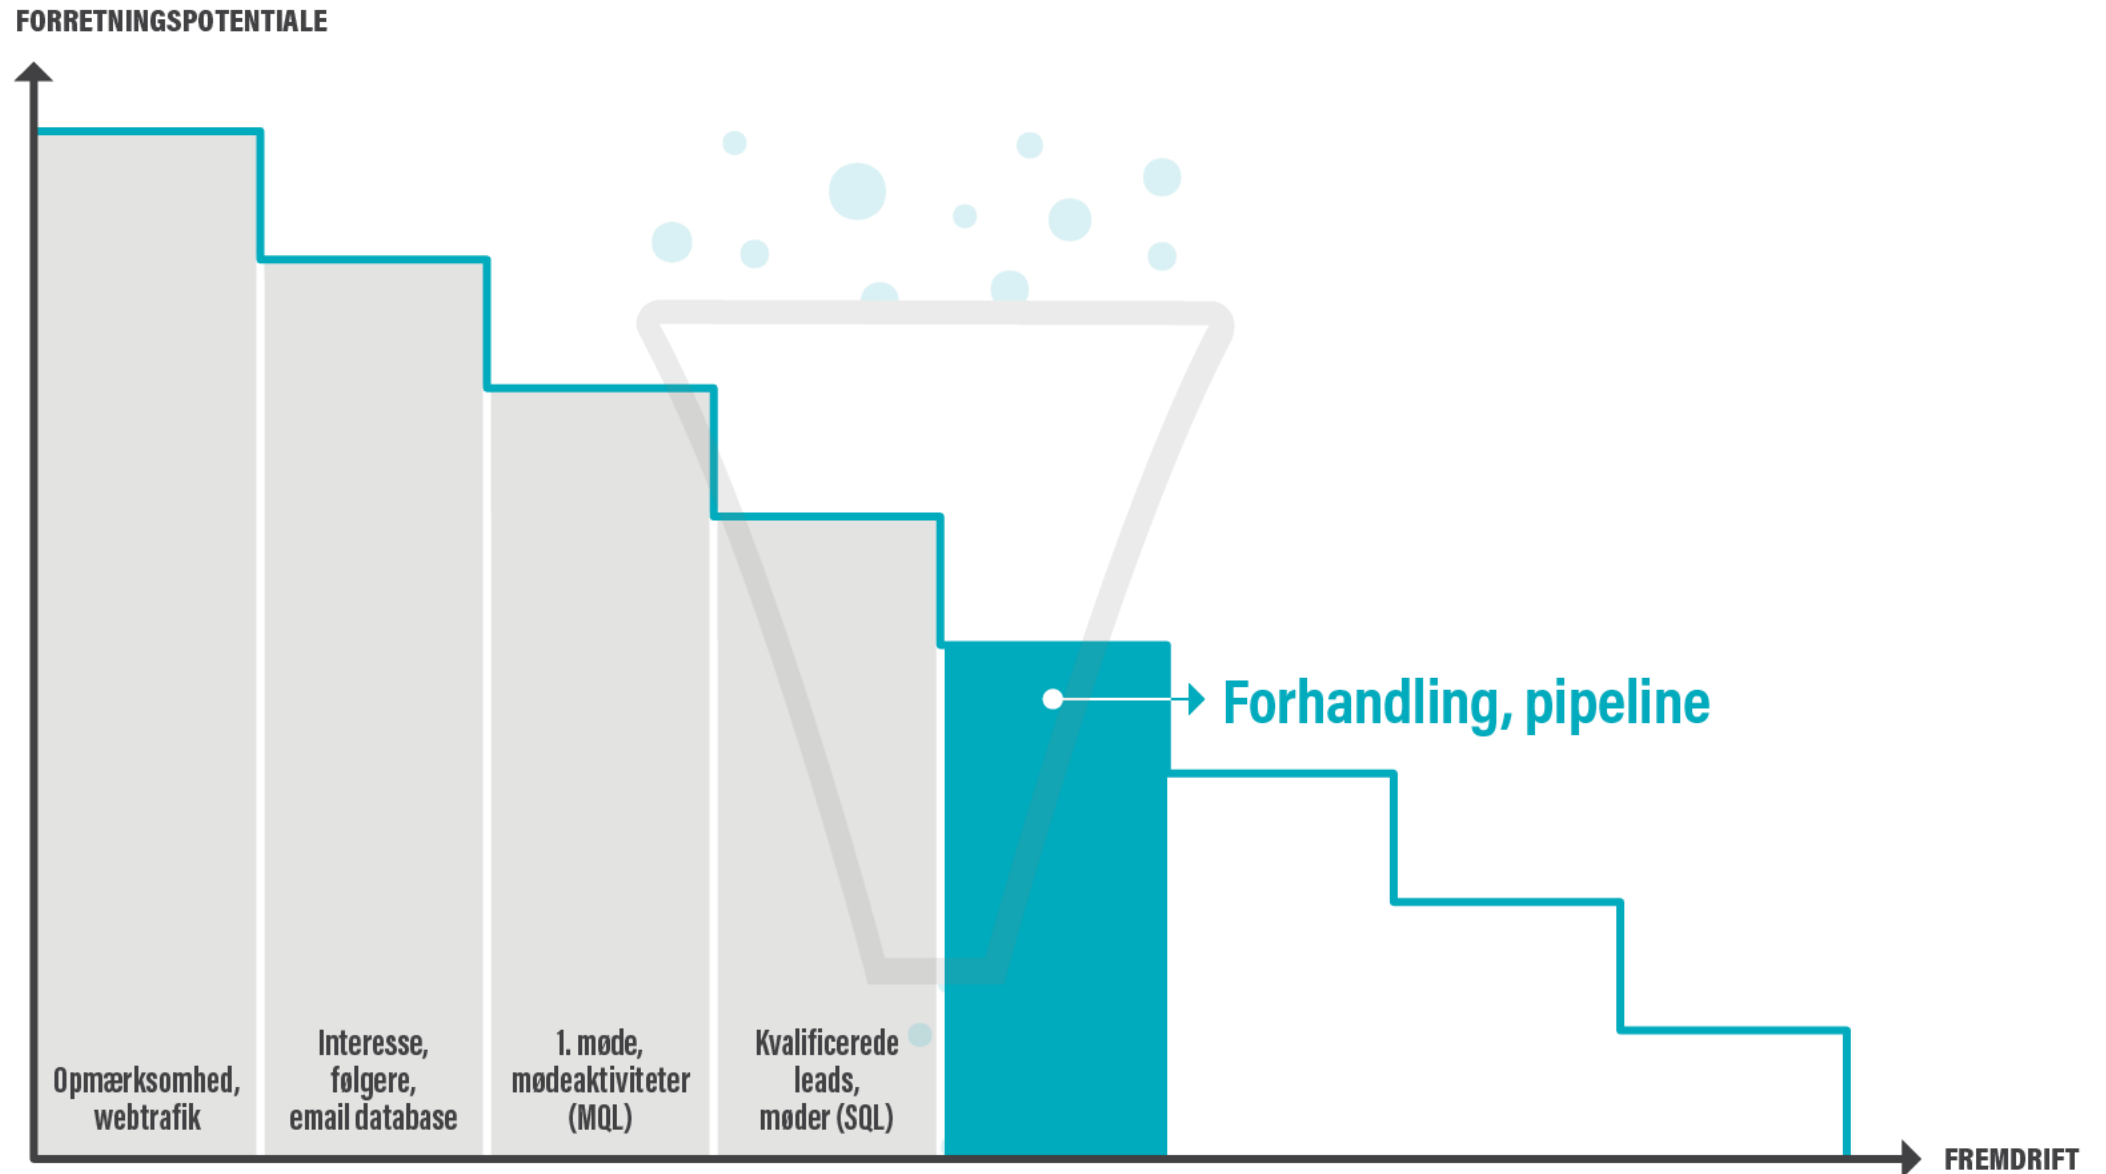 FORRETNINGSPOTENTIALE
Forhandling, pipeline
Opmærksomhed,
webtrafik
Interesse,
følgere,
email database
1. møde,
mødeaktiviteter
(MQL)
Kvalificerede
leads,
møder (SQL)
FREMDRIFT